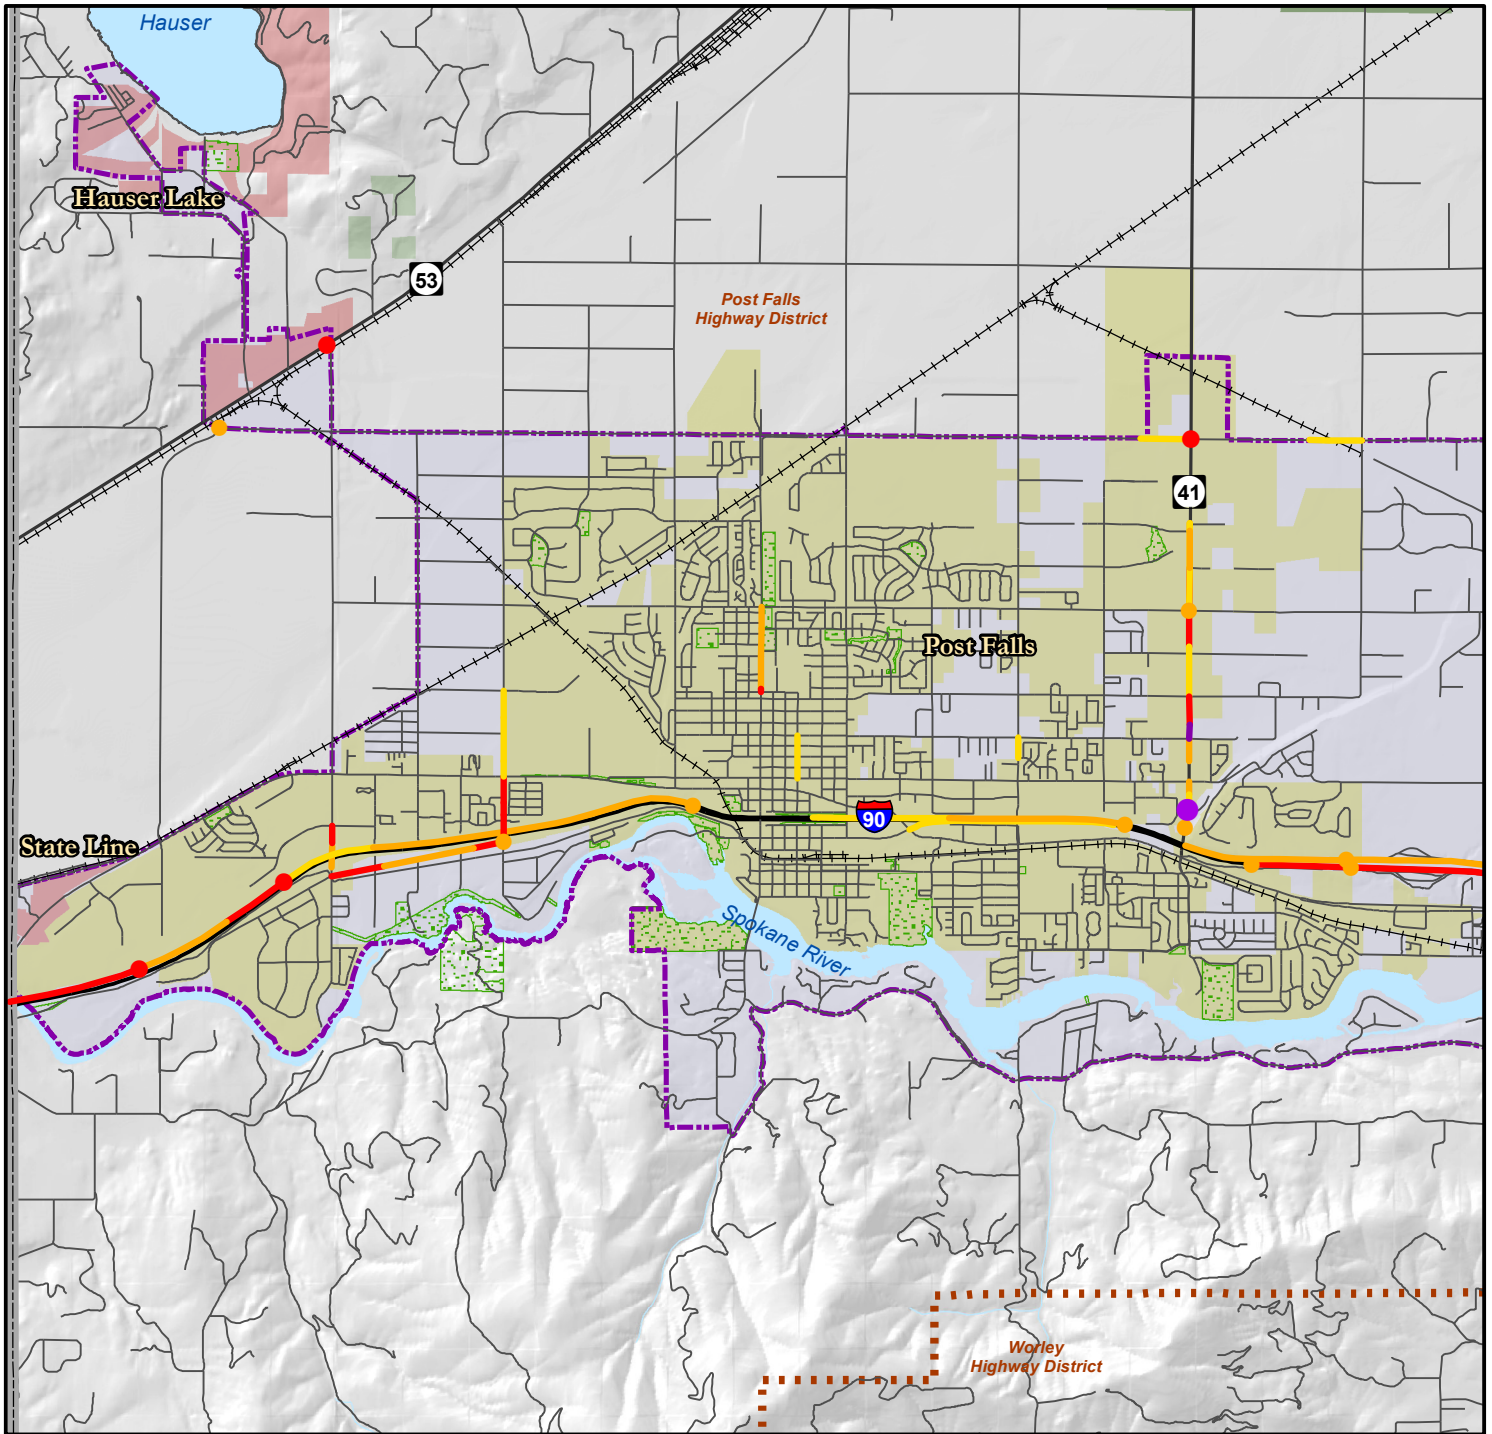 Hauser
Hauser Lake
53
Post Falls
Highway District
41
Post Falls
90
State Line
Spokane River
Worley
Highway District